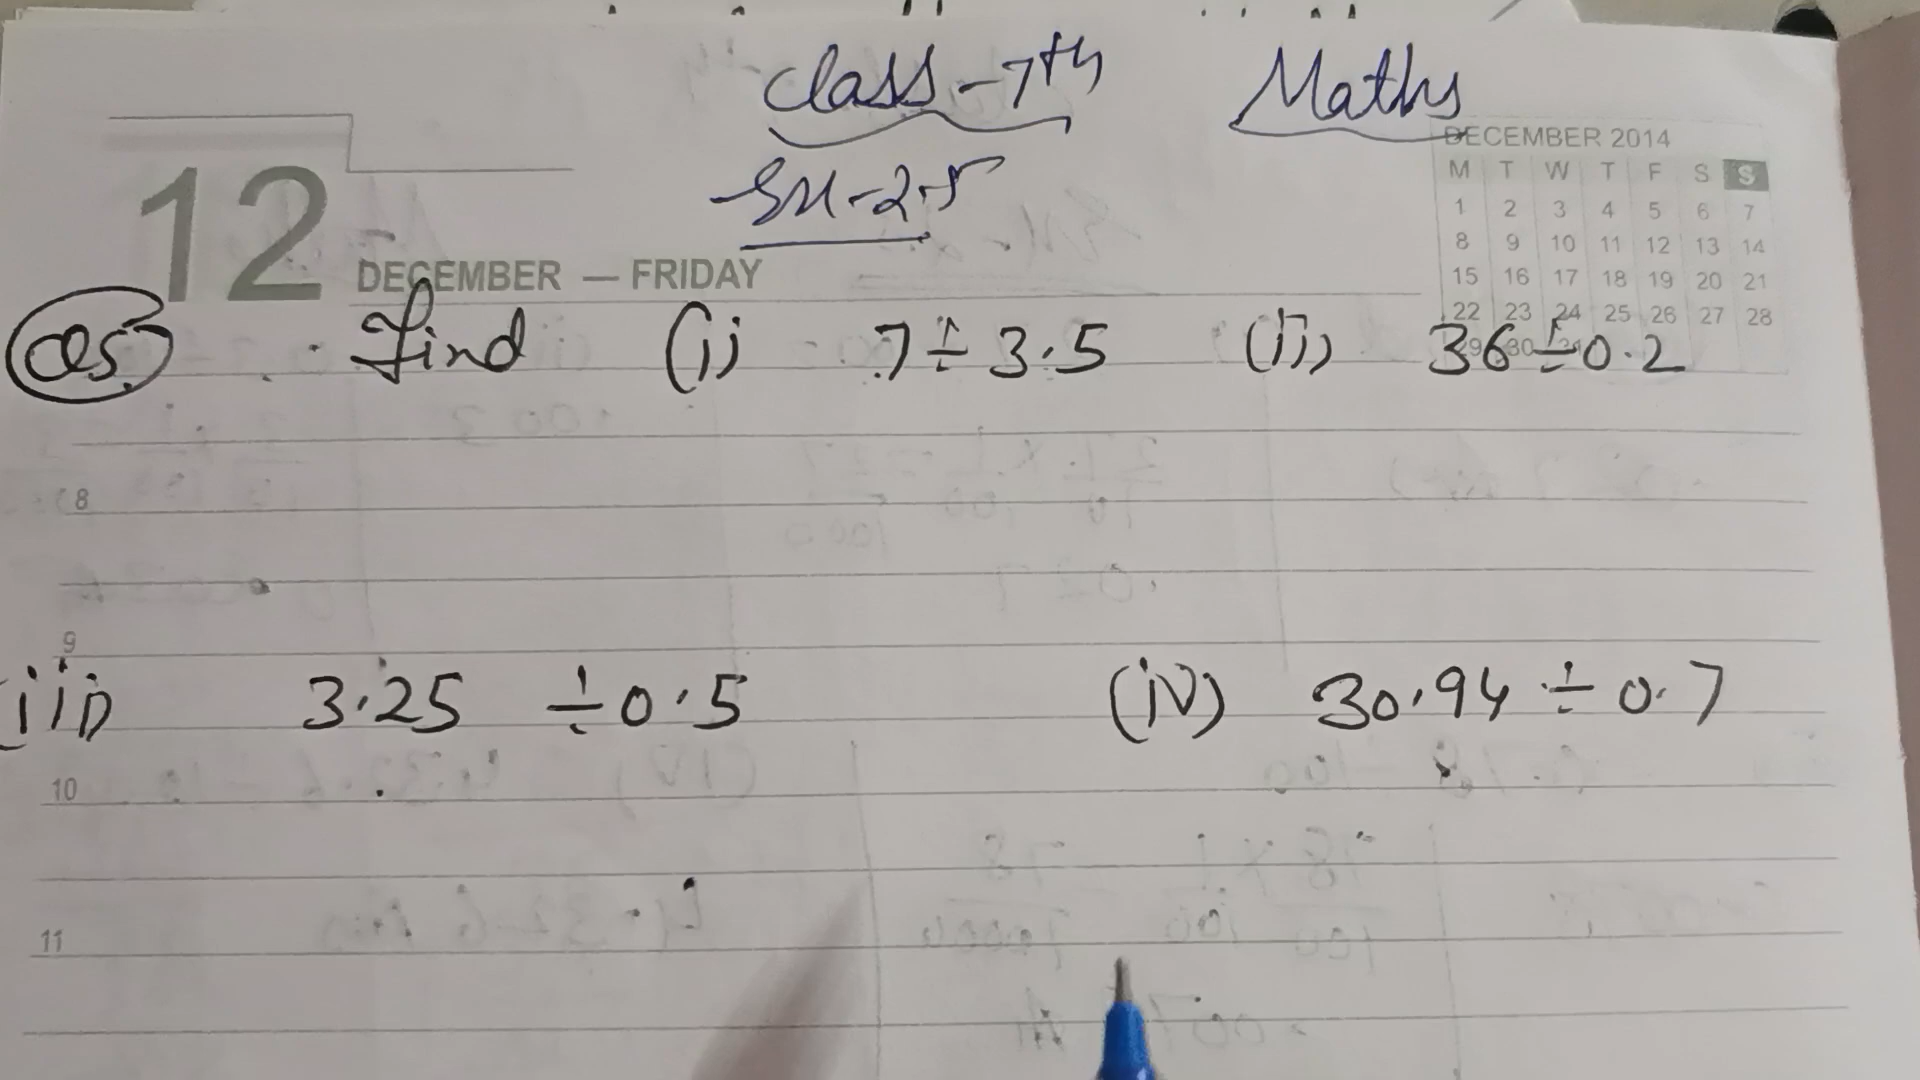 class - 7th Maths
Ex - 2.5
12 DECEMBER — FRIDAY
DECEMBER 2014
M T W T F S S
1 2 3 4 5 6 7
8 9 10 11 12 13 14
15 16 17 18 19 20 21
22 23 24 25 26 27 28
29 30 31
Q5. find (i) 7 ÷ 3.5 (ii) 36 ÷ 0.2
8
9
(iii) 3.25 ÷ 0.5 (iv) 30.94 ÷ 0.7
10
11